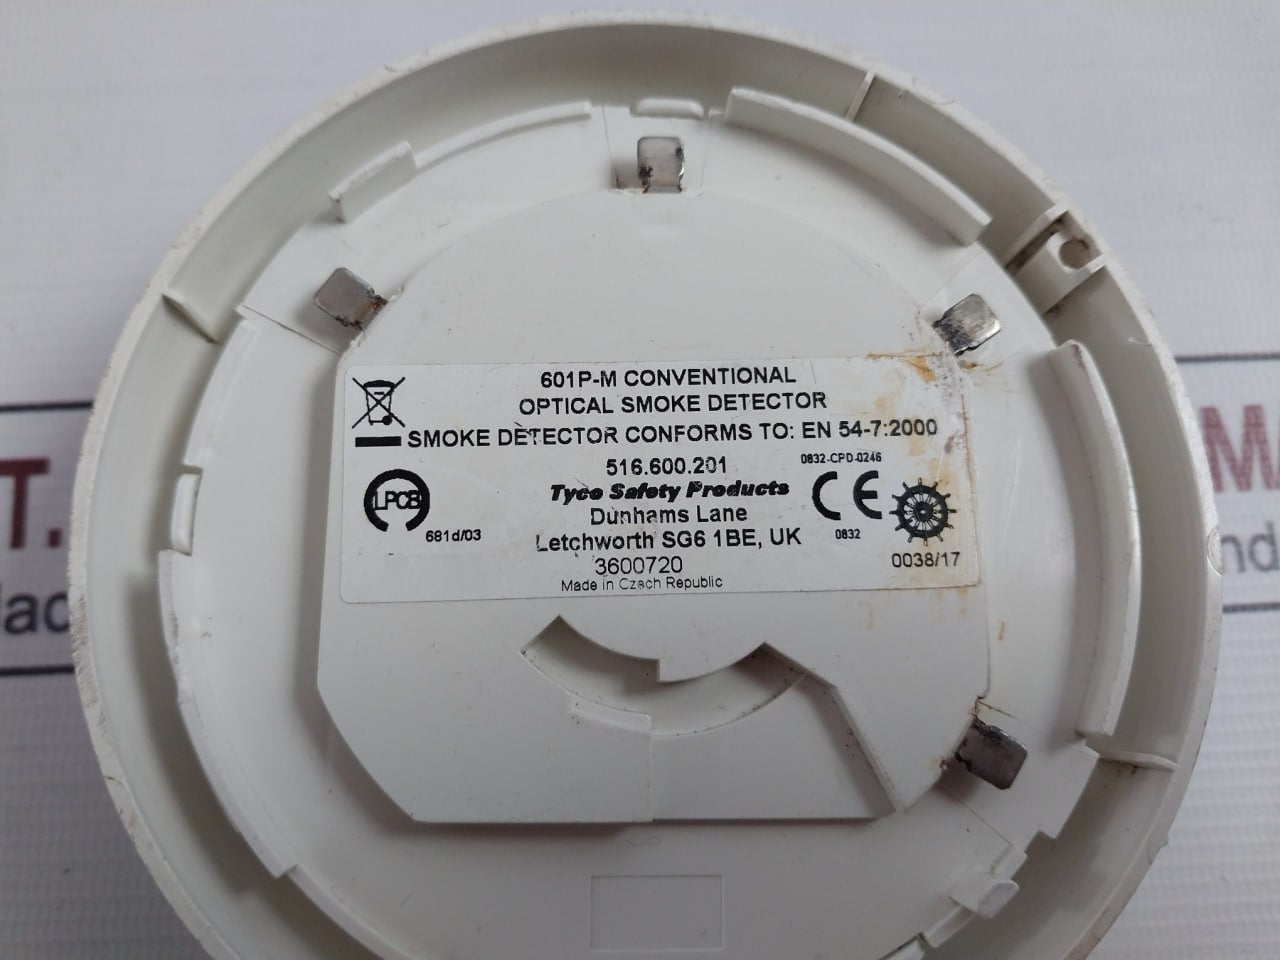 601P-M CONVENTIONAL
OPTICAL SMOKE DETECTOR
SMOKE DETECTOR CONFORMS TO: EN 54-7:2000
516.600.201
0832-CPD-0246
Tyco Safety Products
LPCB
CE
Dunhams Lane
681d/03
Letchworth SG6 1BE, UK
0832
3600720
0038/17
Made in Czech Republic
T.
MA